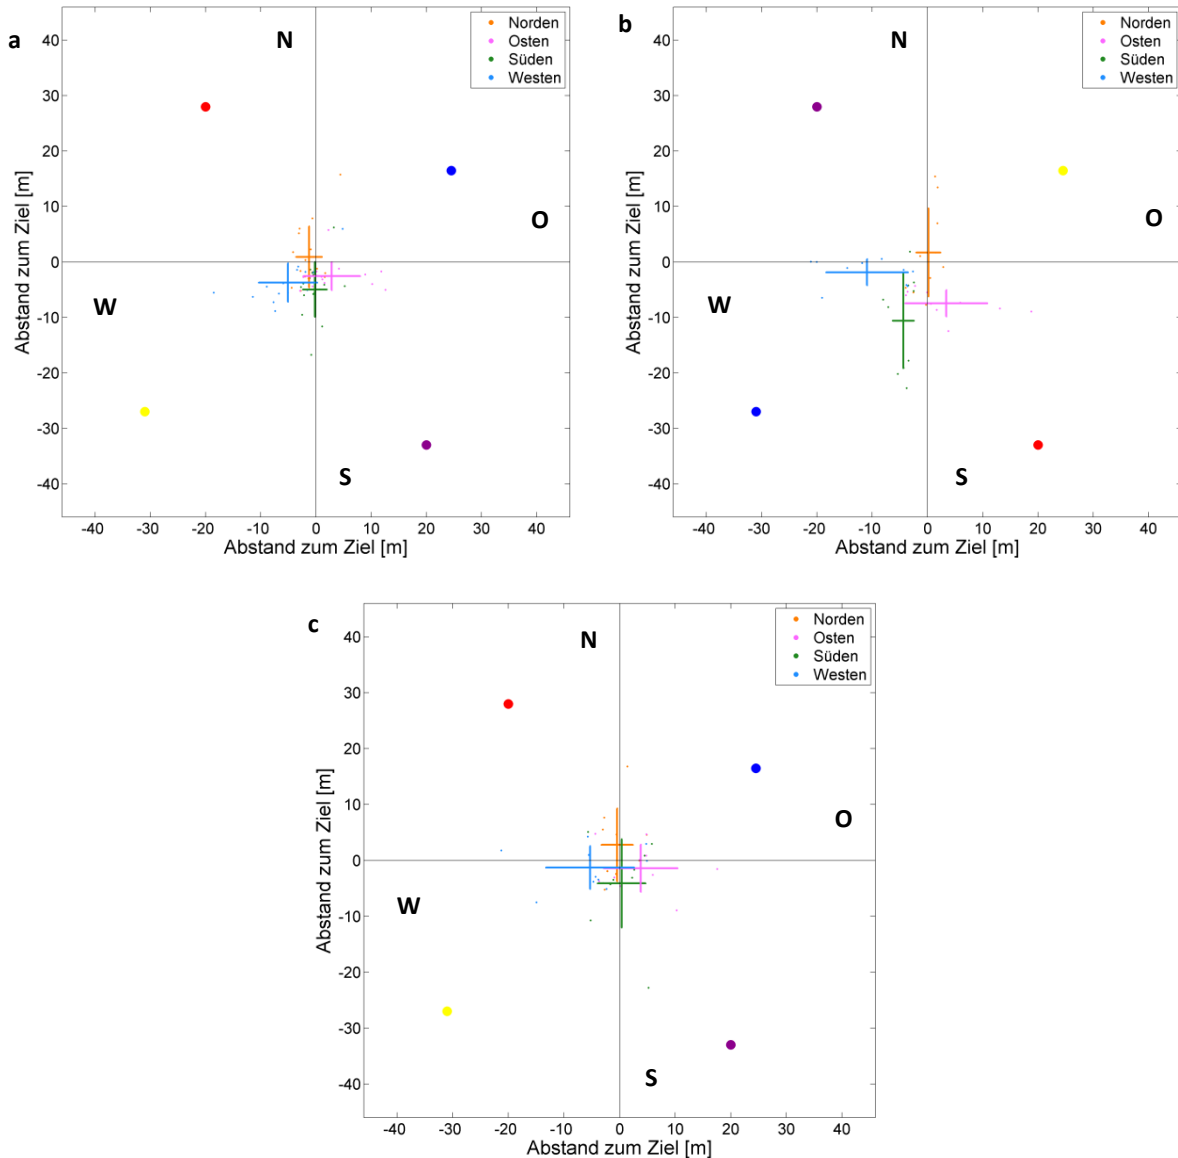 a
N
Norden
Osten
Süden
Westen
O
W
S
40
30
20
10
0
-10
-20
-30
-40
Abstand zum Ziel [m]
-40 -30 -20 -10 0 10 20 30 40
Abstand zum Ziel [m]
b
N
Norden
Osten
Süden
Westen
O
W
S
40
30
20
10
0
-10
-20
-30
-40
Abstand zum Ziel [m]
-40 -30 -20 -10 0 10 20 30 40
Abstand zum Ziel [m]
c
N
Norden
Osten
Süden
Westen
O
W
S
40
30
20
10
0
-10
-20
-30
-40
Abstand zum Ziel [m]
-40 -30 -20 -10 0 10 20 30 40
Abstand zum Ziel [m]